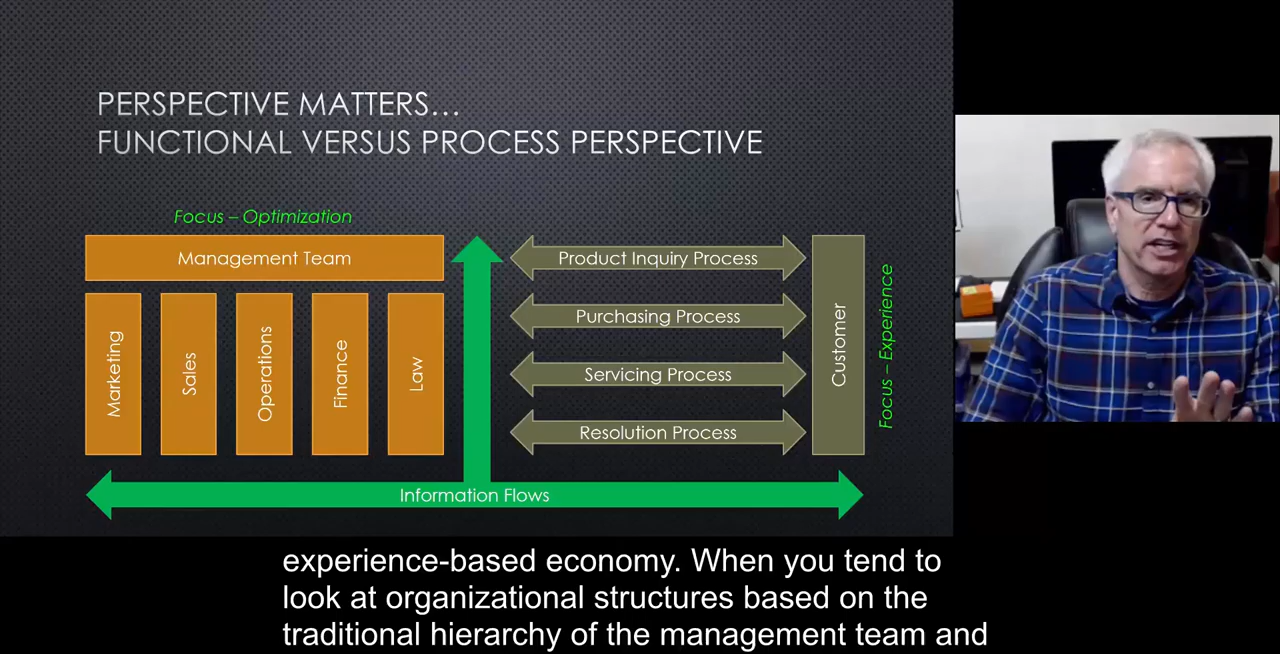 PERSPECTIVE MATTERS...
FUNCTIONAL VERSUS PROCESS PERSPECTIVE
Focus – Optimization
Management Team
Marketing
Sales
Operations
Finance
Law
Product Inquiry Process
Purchasing Process
Servicing Process
Resolution Process
Customer
Focus – Experience
Information Flows
experience-based economy. When you tend to
look at organizational structures based on the
traditional hierarchy of the management team and